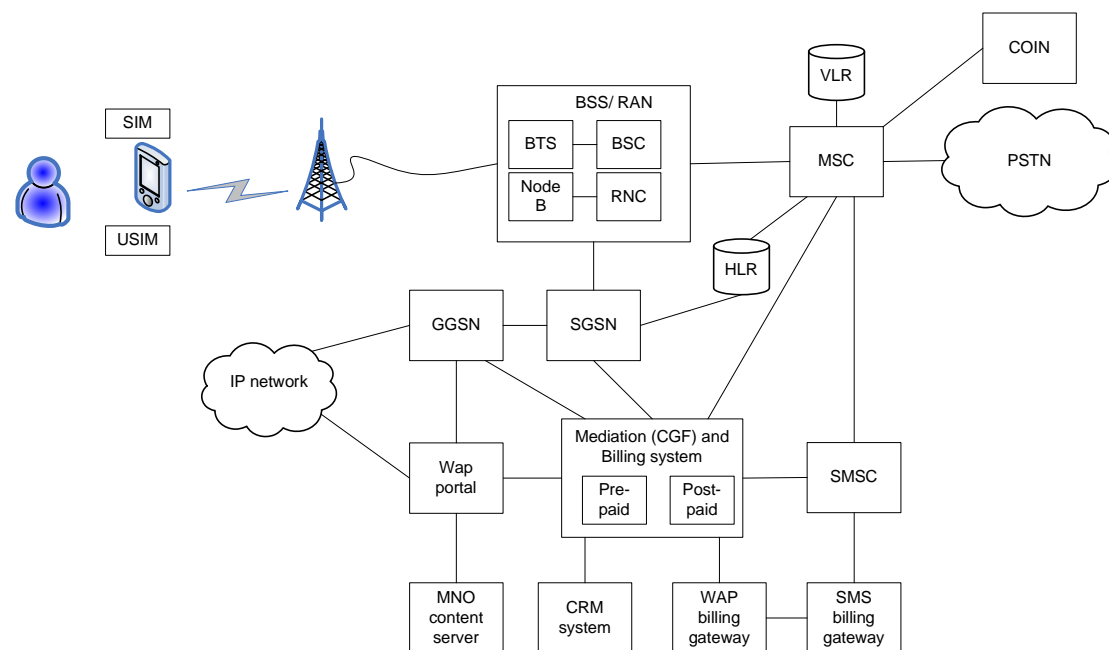 COIN
VLR
BSS/ RAN
SIM
BTS
BSC
MSC
PSTN
Node
B
RNC
USIM
HLR
GGSN
SGSN
IP network
Mediation (CGF) and
Billing system
Wap
portal
Pre-
paid
Post-
paid
SMSC
MNO
content
server
CRM
system
WAP
billing
gateway
SMS
billing
gateway